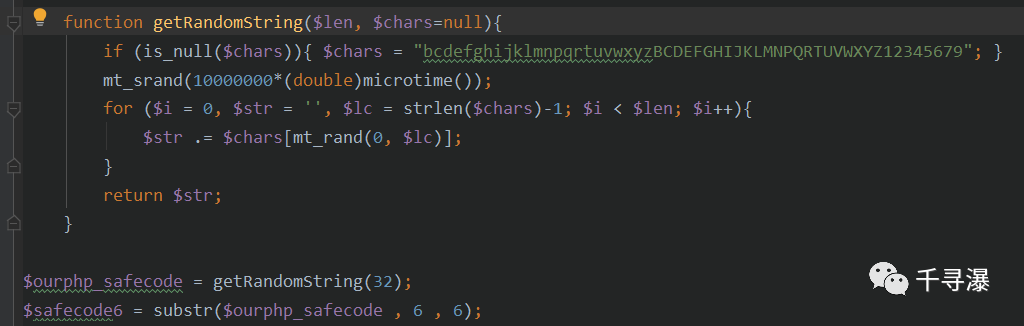 function getRandomString($len, $chars=null){
if (is_null($chars)){ $chars = "bcdefghijklmnpqrtuvwxyzBCDEFGHIJKLMNPQRTUVWXYZ12345679"; }
mt_srand(10000000*(double)microtime());
for ($i = 0, $str = '', $lc = strlen($chars)-1; $i < $len; $i++){
$str .= $chars[mt_rand(0, $lc)];
}
return $str;
}
$ourphp_safecode = getRandomString(32);
$safecode6 = substr($ourphp_safecode , 6 , 6);
千寻瀑